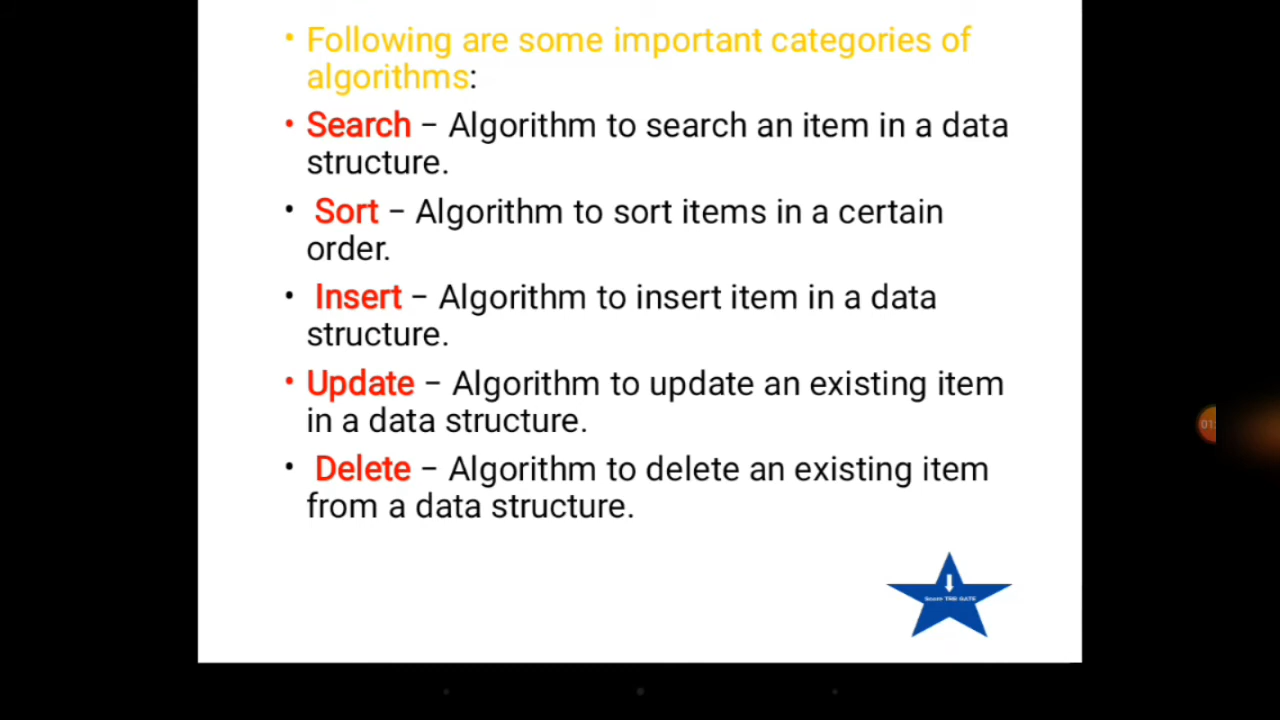 • Following are some important categories of
algorithms:
• Search – Algorithm to search an item in a data
structure.
• Sort – Algorithm to sort items in a certain
order.
• Insert – Algorithm to insert item in a data
structure.
• Update – Algorithm to update an existing item
in a data structure.
• Delete – Algorithm to delete an existing item
from a data structure.